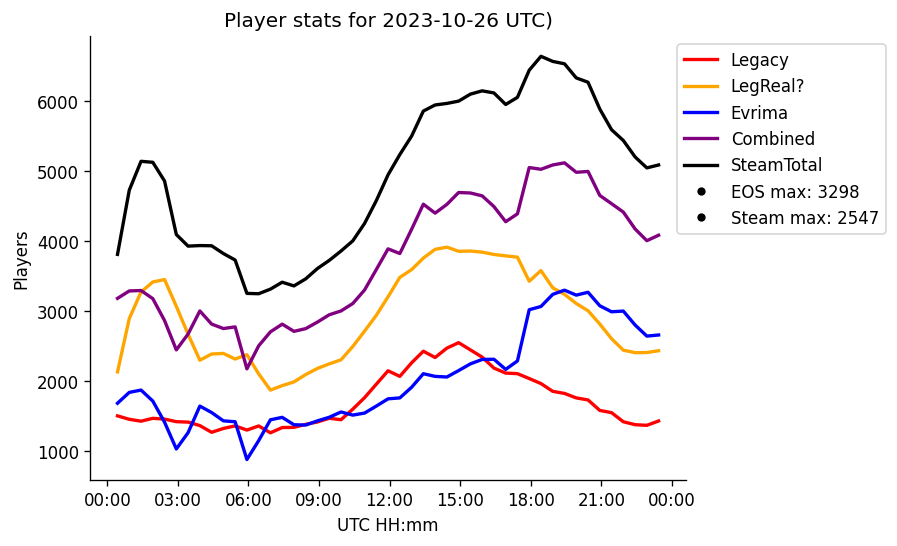 Player stats for 2023-10-26 UTC)
Legacy
LegReal?
Evrima
Combined
SteamTotal
EOS max: 3298
Steam max: 2547
Players
6000
5000
4000
3000
2000
1000
00:00 03:00 06:00 09:00 12:00 15:00 18:00 21:00 00:00
UTC HH:mm